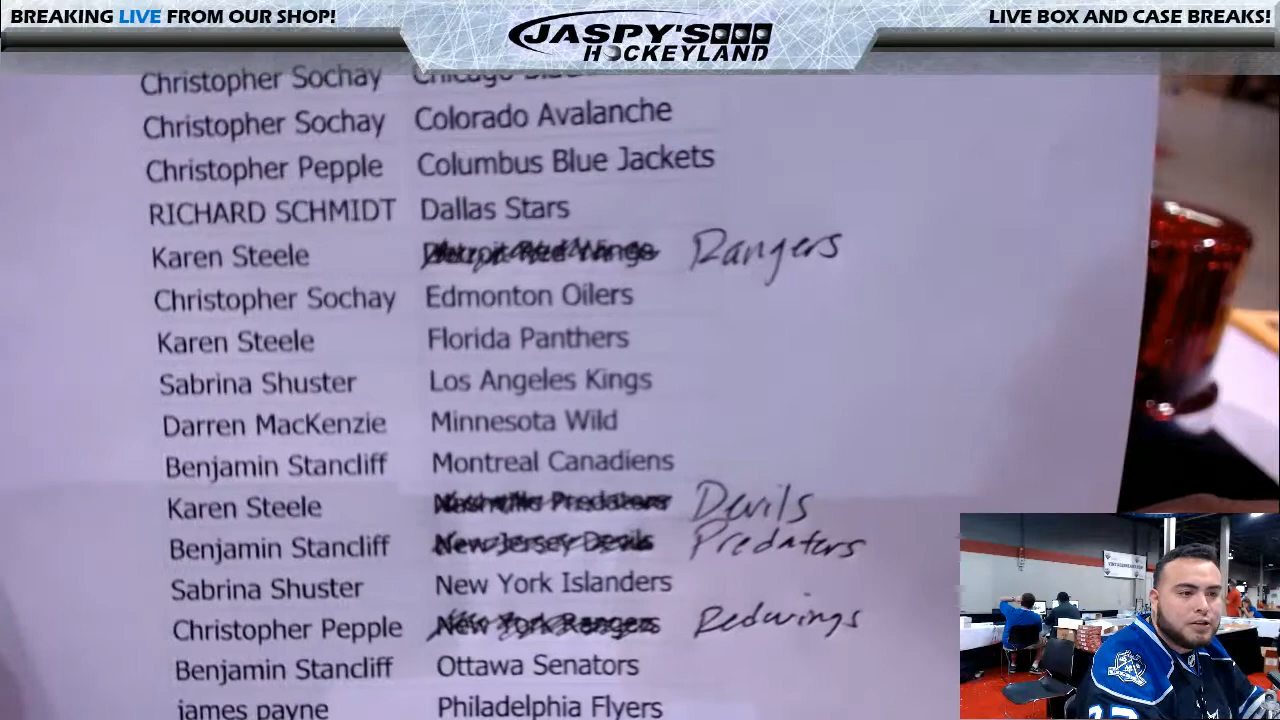 BREAKING LIVE FROM OUR SHOP!
JASPY'S
HOCKEYLAND
LIVE BOX AND CASE BREAKS!
Christopher Sochay Chicago
Christopher Sochay Colorado Avalanche
Christopher Pepple Columbus Blue Jackets
RICHARD SCHMIDT Dallas Stars
Karen Steele Detroit Red Wings Rangers
Christopher Sochay Edmonton Oilers
Karen Steele Florida Panthers
Sabrina Shuster Los Angeles Kings
Darren MacKenzie Minnesota Wild
Benjamin Stancliff Montreal Canadiens
Karen Steele Nashville Predators Devils
Benjamin Stancliff New Jersey Devils Predators
Sabrina Shuster New York Islanders
Christopher Pepple New York Rangers Redwings
Benjamin Stancliff Ottawa Senators
james payne Philadelphia Flyers